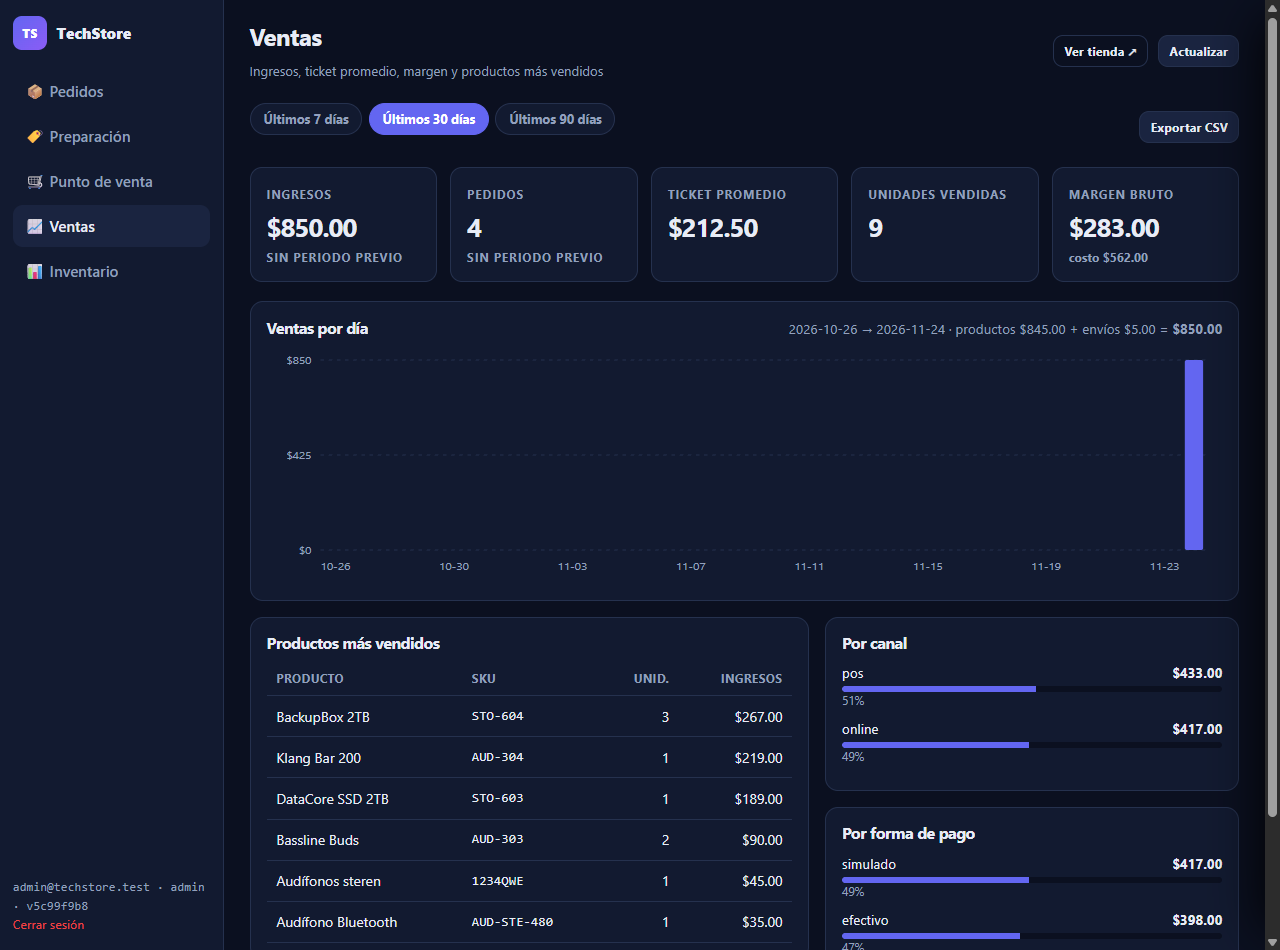 TS TechStore
Pedidos
Preparación
Punto de venta
Ventas
Inventario
admin@techstore.test · admin
· v5c99f9b8
Cerrar sesión
Ventas
Ingresos, ticket promedio, margen y productos más vendidos
Ver tienda ↗ Actualizar
Últimos 7 días Últimos 30 días Últimos 90 días
Exportar CSV
INGRESOS
$850.00
SIN PERIODO PREVIO
PEDIDOS
4
SIN PERIODO PREVIO
TICKET PROMEDIO
$212.50
UNIDADES VENDIDAS
9
MARGEN BRUTO
$283.00
costo $562.00
Ventas por día 2026-10-26 → 2026-11-24 · productos $845.00 + envíos $5.00 = $850.00
$850
$425
$0
10-26 10-30 11-03 11-07 11-11 11-15 11-19 11-23
Productos más vendidos
PRODUCTO SKU UNID. INGRESOS
BackupBox 2TB STO-604 3 $267.00
Klang Bar 200 AUD-304 1 $219.00
DataCore SSD 2TB STO-603 1 $189.00
Bassline Buds AUD-303 2 $90.00
Audífonos steren 1234QWE 1 $45.00
Audífono Bluetooth AUD-STE-480 1 $35.00
Por canal
pos $433.00
51%
online $417.00
49%
Por forma de pago
simulado $417.00
49%
efectivo $398.00
47%